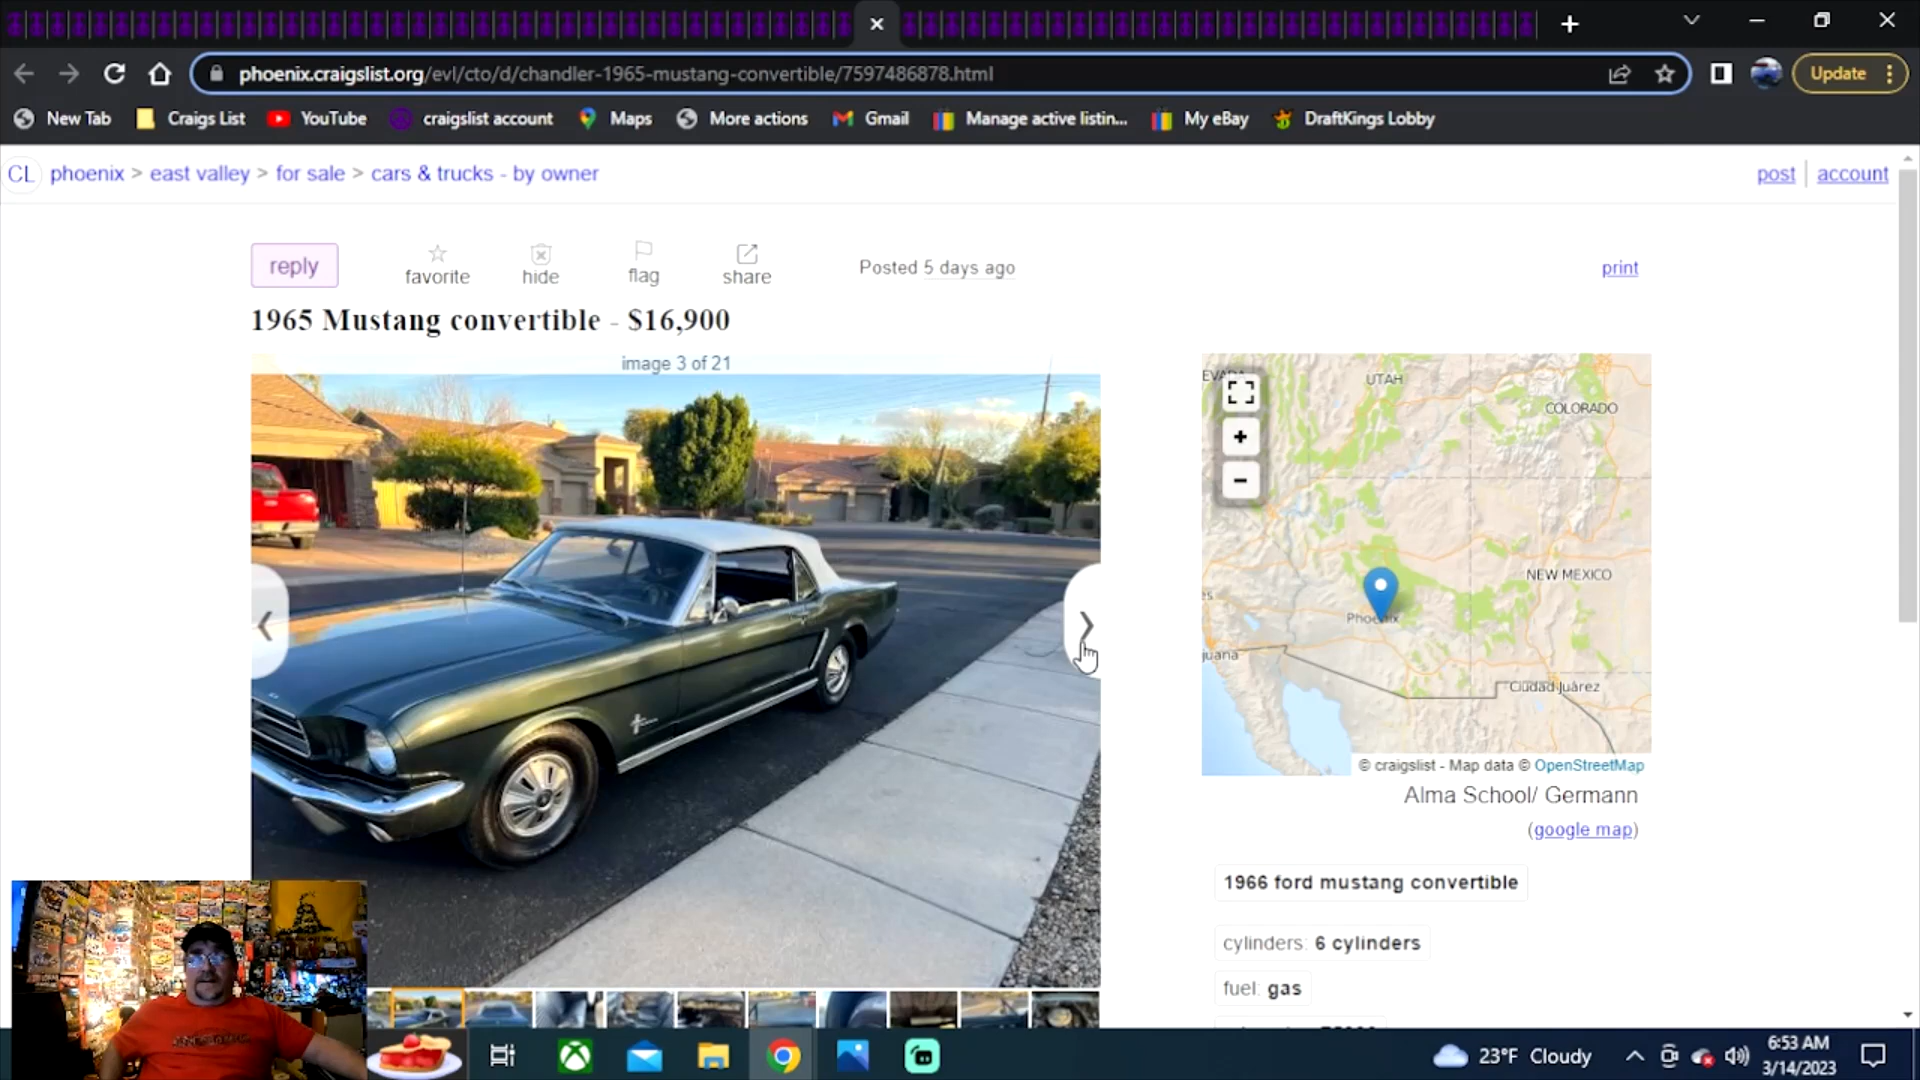 phoenix.craigslist.org/evl/cto/d/chandler-1965-mustang-convertible/7597486878.html
Update
New Tab
Craigs List
YouTube
craigslist account
Maps
More actions
Gmail
Manage active listin...
My eBay
DraftKings Lobby
CL phoenix > east valley > for sale > cars & trucks - by owner
post
account
reply
favorite
hide
flag
share
Posted 5 days ago
print
1965 Mustang convertible - $16,900
image 3 of 21
UTAH
COLORADO
NEW MEXICO
Phoenix
juana
Ciudad Juárez
+
-
© craigslist - Map data © OpenStreetMap
Alma School/ Germann
(google map)
1966 ford mustang convertible
cylinders: 6 cylinders
fuel: gas
23°F Cloudy
6:53 AM
3/14/2023